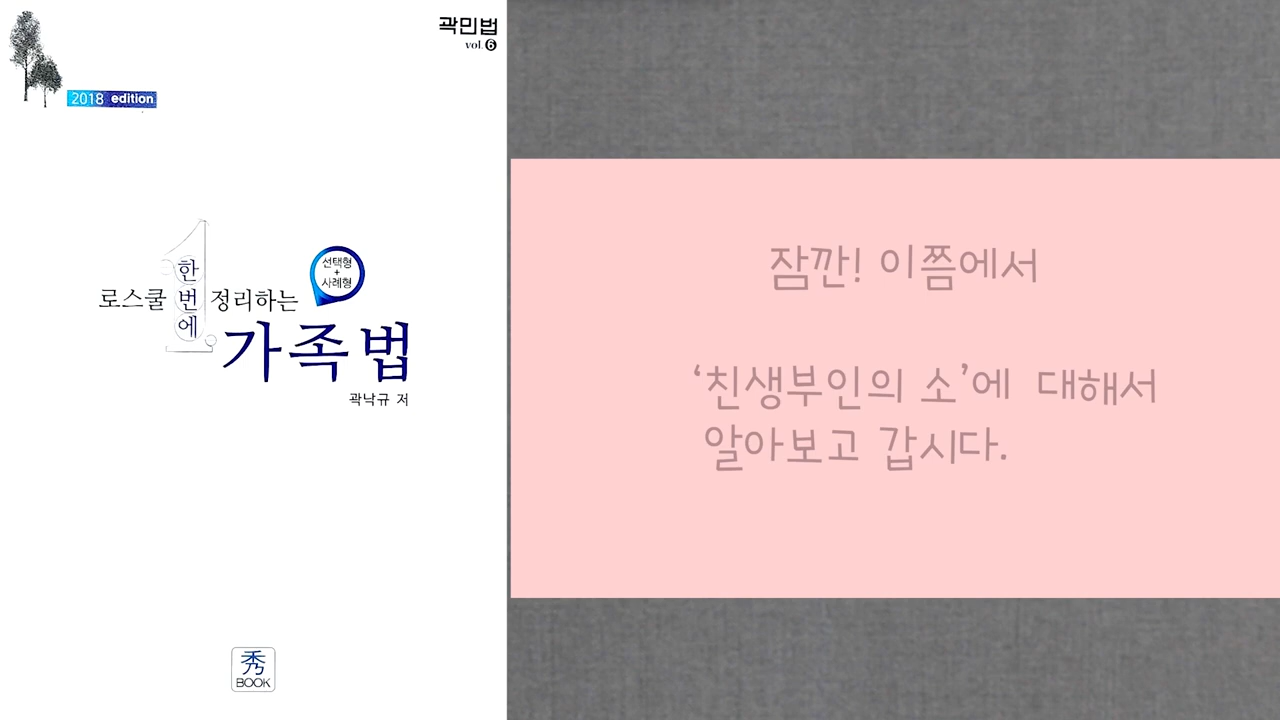 곽민법
vol. 6
2018 edition
로스쿨 1 한번에 정리하는
선택형
+
사례형
가족법
곽낙규 저
秀
BOOK
잠깐! 이쯤에서
‘친생부인의 소’에 대해서
알아보고 갑시다.